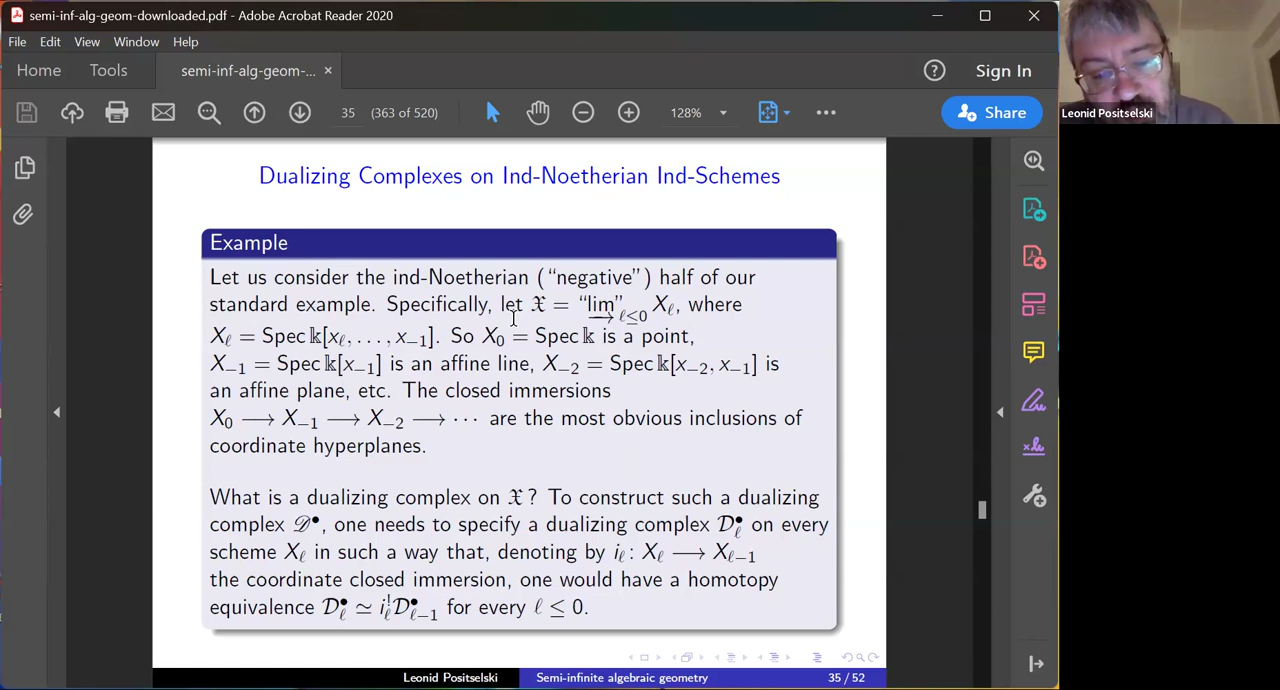 semi-inf-alg-geom-downloaded.pdf - Adobe Acrobat Reader 2020
File Edit View Window Help
Home Tools semi-inf-alg-geom-... × Sign In
35 (363 of 520) 128% Share
Leonid Positselski
Dualizing Complexes on Ind-Noetherian Ind-Schemes
Example
Let us consider the ind-Noetherian (“negative”) half of our
standard example. Specifically, let 𝔛 = “lim”_{⟶ ℓ≤0} X_ℓ, where
X_ℓ = Spec 𝕜[x_ℓ, . . . , x_{−1}]. So X_0 = Spec 𝕜 is a point,
X_{−1} = Spec 𝕜[x_{−1}] is an affine line, X_{−2} = Spec 𝕜[x_{−2}, x_{−1}] is
an affine plane, etc. The closed immersions
X_0 ⟶ X_{−1} ⟶ X_{−2} ⟶ ⋯ are the most obvious inclusions of
coordinate hyperplanes.
What is a dualizing complex on 𝔛? To construct such a dualizing
complex 𝒟^•, one needs to specify a dualizing complex D_ℓ^• on every
scheme X_ℓ in such a way that, denoting by i_ℓ: X_ℓ ⟶ X_{ℓ−1}
the coordinate closed immersion, one would have a homotopy
equivalence D_ℓ^• ≃ i_ℓ^! D_{ℓ−1}^• for every ℓ ≤ 0.
Leonid Positselski Semi-infinite algebraic geometry 35 / 52